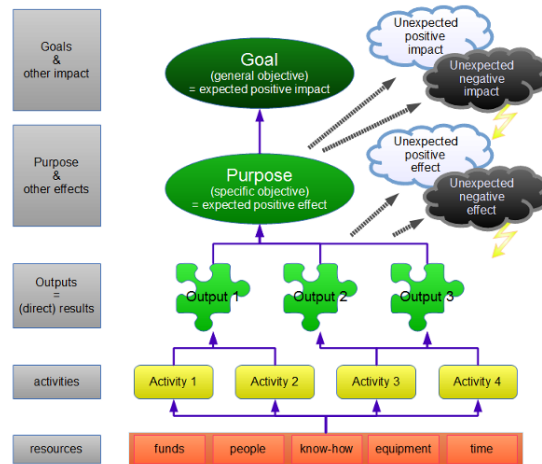 Goals
&
other impact
Goal
(general objective)
= expected positive impact
Unexpected
positive
impact
Unexpected
negative
impact
Purpose
&
other effects
Purpose
(specific objective)
= expected positive effect
Unexpected
positive
effect
Unexpected
negative
effect
Outputs
=
(direct) results
Output 1
Output 2
Output 3
activities
Activity 1
Activity 2
Activity 3
Activity 4
resources
funds
people
know-how
equipment
time